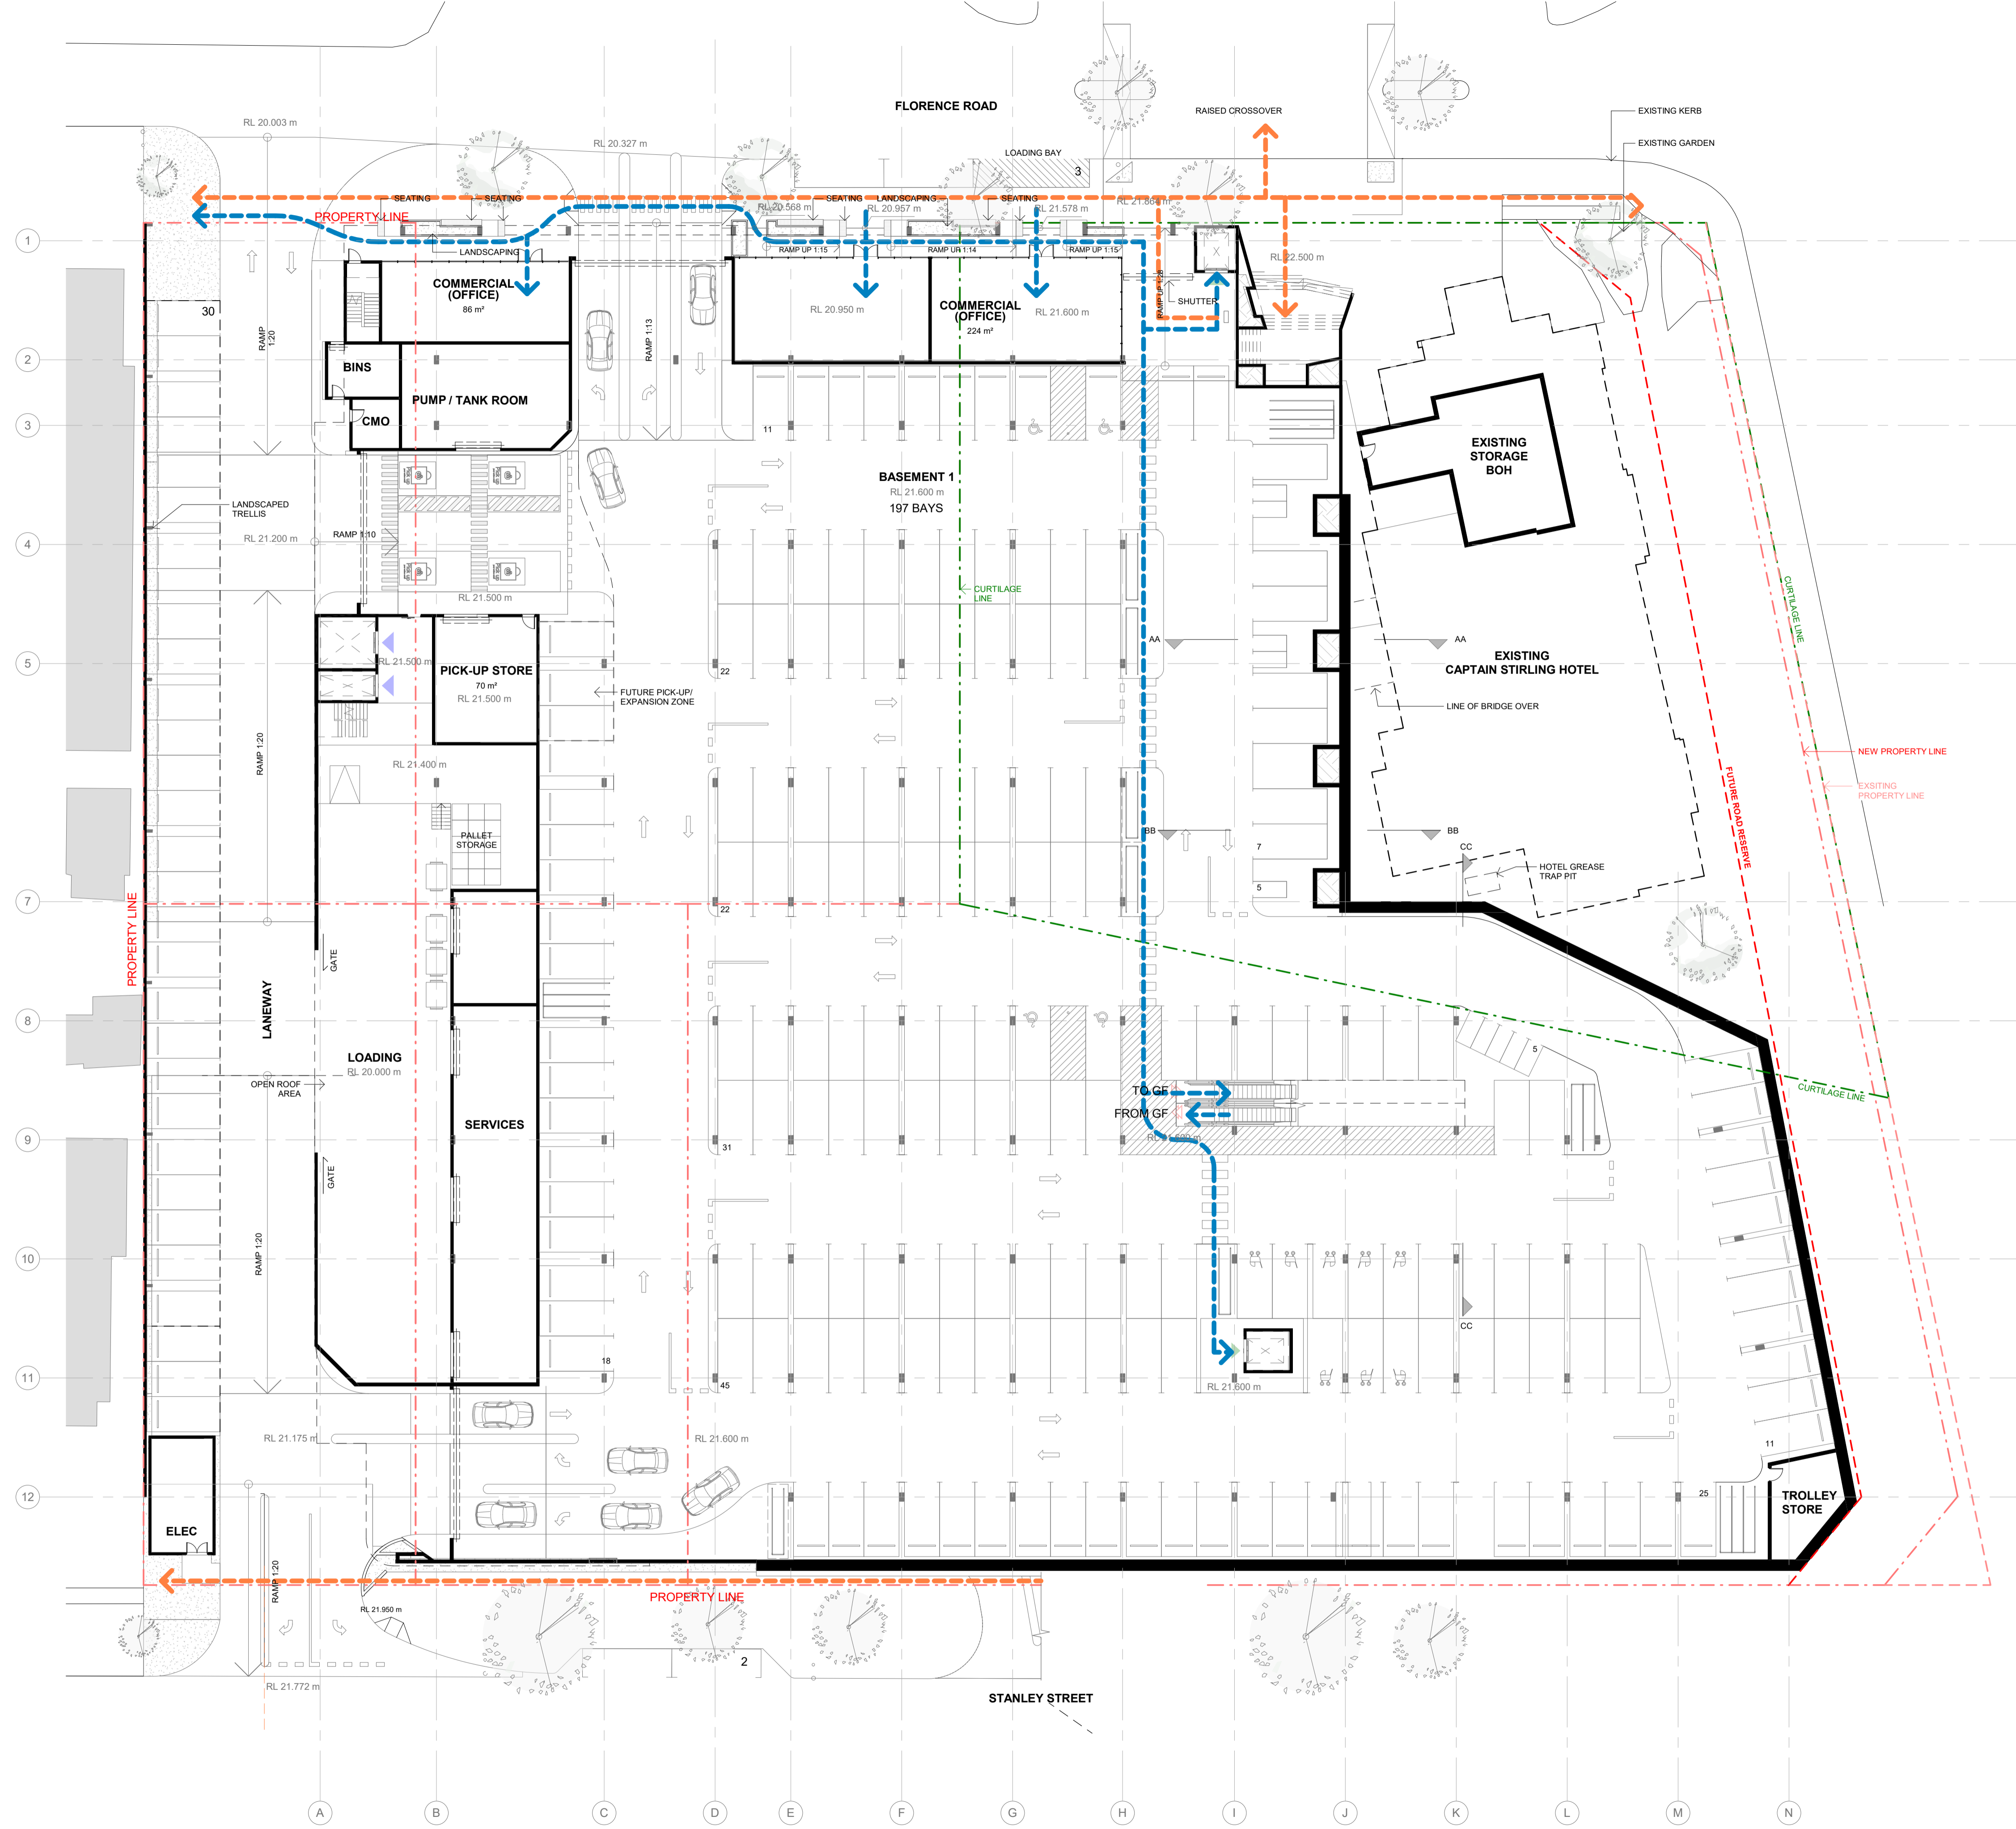 FLORENCE ROAD
RAISED CROSSOVER
EXISTING KERB
RL 20.003 m
RL 20.327 m
EXISTING GARDEN
LOADING BAY
3
SEATING
SEATING
SEATING
LANDSCAPING
SEATING
RL 20.568 m
RL 20.957 m
RL 21.578 m
RL 21.864 m
PROPERTY LINE
1
LANDSCAPING
RAMP UP 1:15
RAMP UP 1:14
RAMP UP 1:15
RL 22.500 m
RAMP UP 1:28
SHUTTER
COMMERCIAL
(OFFICE)
86 m²
RL 20.950 m
COMMERCIAL
(OFFICE)
224 m²
RL 21.600 m
30
RAMP
1:20
RAMP 1:13
2
BINS
PUMP / TANK ROOM
CMO
3
11
EXISTING
STORAGE
BOH
BASEMENT 1
RL 21.600 m
197 BAYS
LANDSCAPED
TRELLIS
RL 21.200 m
RAMP 1:10
4
RL 21.500 m
CURTILAGE
LINE
CURTILAGE LINE
AA
AA
5
RL 21.500 m
PICK-UP STORE
70 m²
RL 21.500 m
22
EXISTING
CAPTAIN STIRLING HOTEL
FUTURE PICK-UP/
EXPANSION ZONE
LINE OF BRIDGE OVER
RAMP 1:20
RL 21.400 m
NEW PROPERTY LINE
FUTURE ROAD RESERVE
EXSITING
PROPERTY LINE
PALLET
STORAGE
BB
BB
7
CC
HOTEL GREASE
TRAP PIT
5
7
22
PROPERTY LINE
GATE
LANEWAY
8
5
LOADING
RL 20.000 m
OPEN ROOF
AREA
TO GF
FROM GF
CURTILAGE LINE
SERVICES
9
31
GATE
RAMP 1:20
10
CC
18
11
45
RL 21.600 m
RL 21.175 m
RL 21.600 m
11
12
25
TROLLEY
STORE
ELEC
RAMP 1:20
PROPERTY LINE
RL 21.950 m
2
RL 21.772 m
STANLEY STREET
A
B
C
D
E
F
G
H
I
J
K
L
M
N